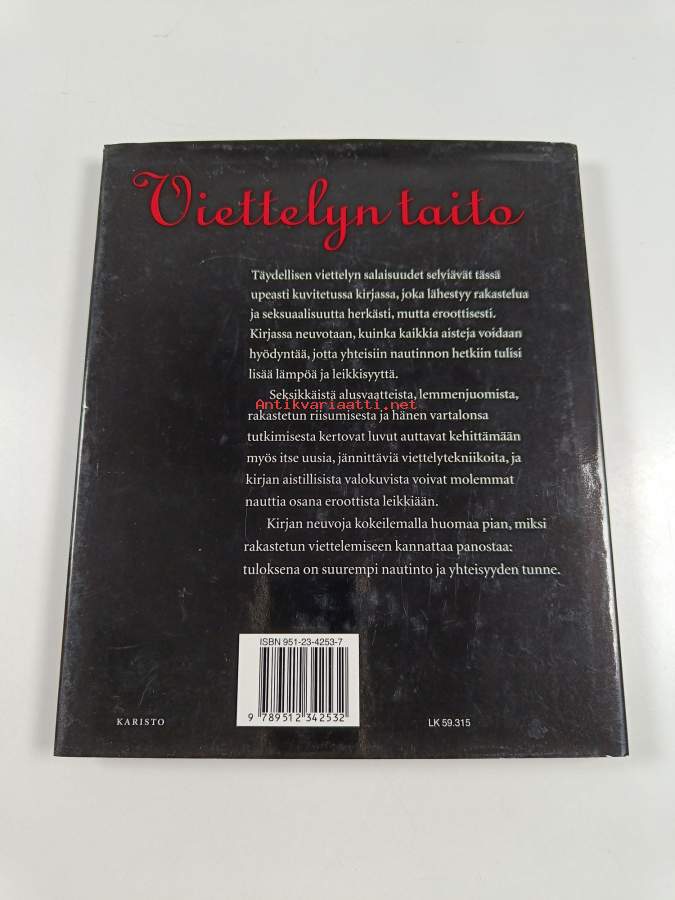 Viettelyn taito
Täydellisen viettelyn salaisuudet selviävät tässä
upeasti kuvitetussa kirjassa, joka lähestyy rakastelua
ja seksuaalisuutta herkästi, mutta eroottisesti.
Kirjassa neuvotaan, kuinka kaikkia aisteja voidaan
hyödyntää, jotta yhteisiin nautinnon hetkiin tulisi
lisää lämpöä ja leikkisyyttä.
Seksikkäistä alusvaatteista, lemmenjuomista,
Antikvariaatti.net
rakastetun riisumisesta ja hänen vartalonsa
tutkimisesta kertovat luvut auttavat kehittämään
myös itse uusia, jännittäviä viettelytekniikoita, ja
kirjan aistillisista valokuvista voivat molemmat
nauttia osana eroottista leikkiään.
Kirjan neuvoja kokeilemalla huomaa pian, miksi
rakastetun viettelemiseen kannattaa panostaa:
tuloksena on suurempi nautinto ja yhteisyyden tunne.
ISBN 951-23-4253-7
9 789512 342532
KARISTO
LK 59.315